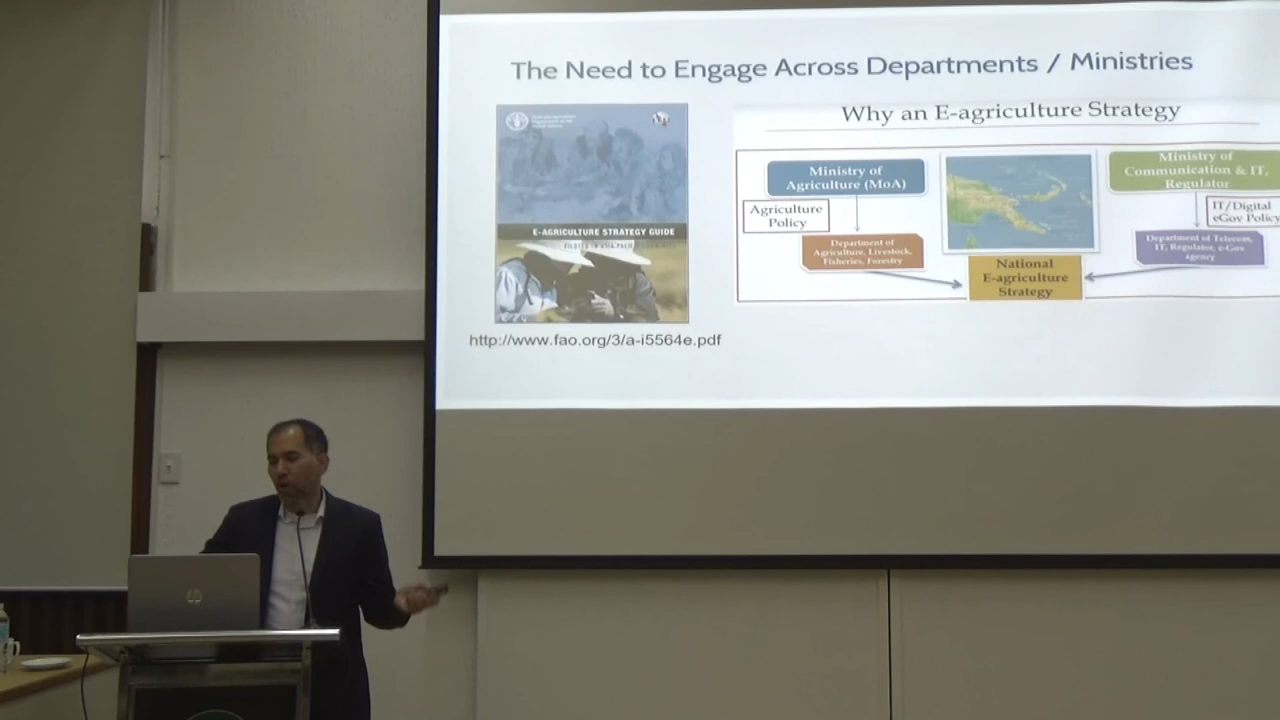 The Need to Engage Across Departments / Ministries
E-AGRICULTURE STRATEGY GUIDE
http://www.fao.org/3/a-i5564e.pdf
Why an E-agriculture Strategy
Ministry of
Agriculture (MoA)
Agriculture
Policy
Department of
Agriculture, Livestock,
Fisheries, Forestry
National
E-agriculture
Strategy
Ministry of
Communication & IT,
Regulator
IT/Digital
eGov Policy
Department of Telecom,
IT, Regulator, e-Gov
agency
hp